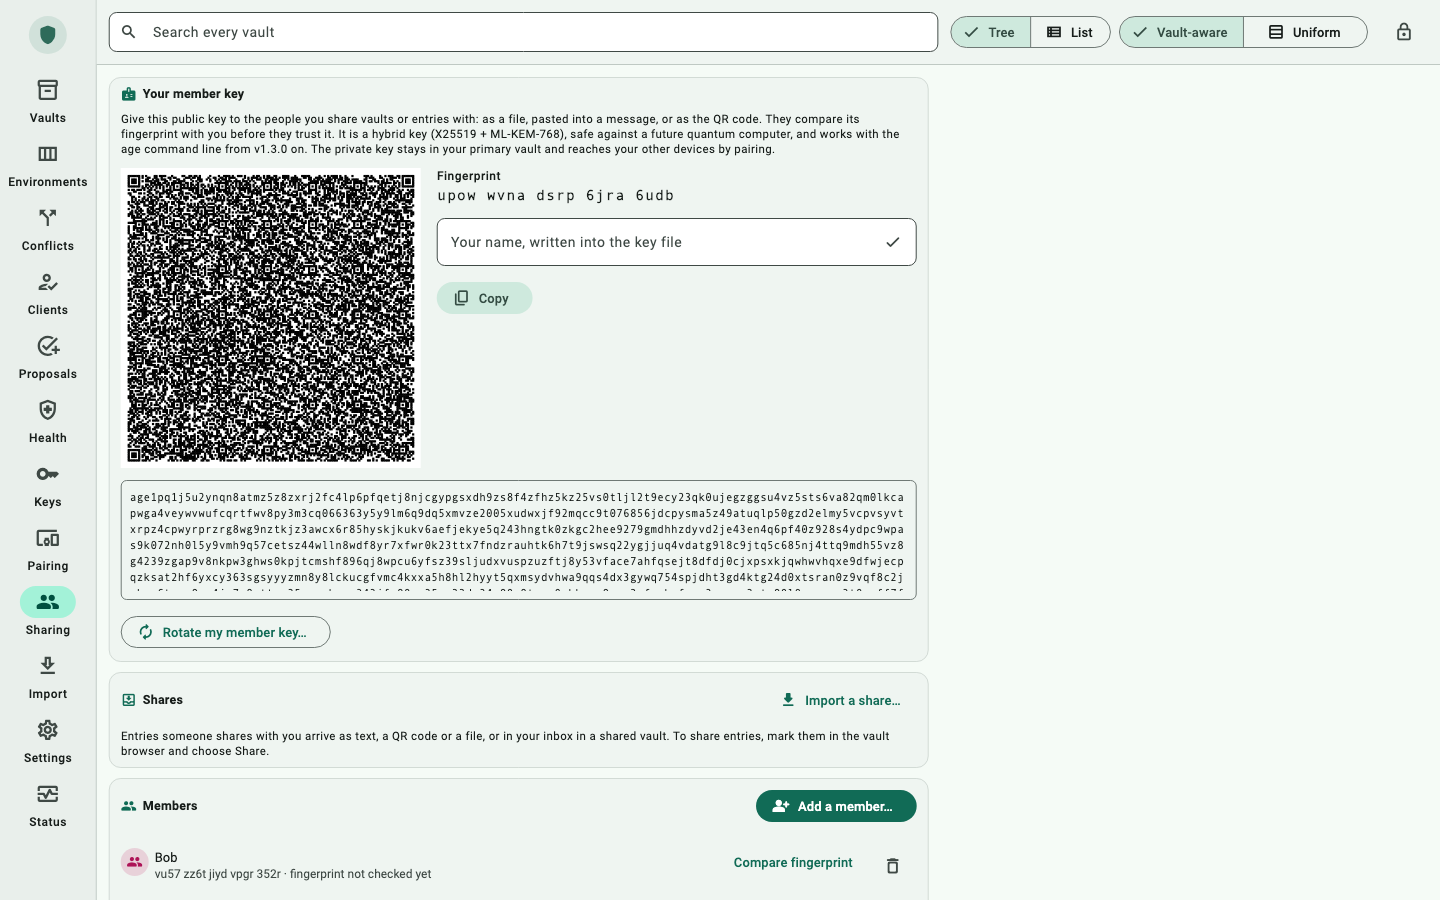 Search every vault
Tree
List
Vault-aware
Uniform
Vaults
Environments
Conflicts
Clients
Proposals
Health
Keys
Pairing
Sharing
Import
Settings
Status
Your member key
Give this public key to the people you share vaults or entries with: as a file, pasted into a message, or as the QR code. They compare its
fingerprint with you before they trust it. It is a hybrid key (X25519 + ML-KEM-768), safe against a future quantum computer, and works with the
age command line from v1.3.0 on. The private key stays in your primary vault and reaches your other devices by pairing.
Fingerprint
upow wvna dsrp 6jra 6udb
Your name, written into the key file
Copy
age1pq1j5u2ynqn8atmz5z8zxrj2fc4lp6pfqetj8njcgypgsxdh9zs8f4zfhz5kz25vs0tljl2t9ecy23qk0ujegzggsu4vz5sts6va82qm0lkca
pwga4veywvwufcqrtfwv8py3m3cq066363y5y9lm6q9dq5xmvze2005xudwxjf92mqcc9t076856jdcpysma5z49atuqlp50gzd2elmy5vcpvsyvt
xrpz4cpwyrprzrg8wg9nztkjz3awcx6r85hyskjkukv6aefjekye5q243hngtk0zkgc2hee9279gmdhhzdyvd2je43en4q6pf40z928s4ydpc9wpa
s9k072nh0l5y9vmh9q57cetsz44wlln8wdf8yr7xfwr0k23ttx7fndzrauhtk6h7t9jswsq22ygjjuq4vdatg9l8c9jtq5c685nj4ttq9mdh55vz8
g4239zgap9v8nkpw3ghws0kpjtcmshf896qj8wpcu6yfsz39sljudxvuspzuzftj8y53vface7ahfqsejt8dfdj0cjxpsxkjqwhwvhqxe9dfwjecp
qzksat2hf6yxcy363sgsyyyzmn8y8lckucgfvmc4kxxa5h8hl2hyyt5qxmsydvhwa9qqs4dx3gywq754spjdht3gd4ktg24d0xtsran0z9vqf8c2j
Rotate my member key...
Shares
Import a share...
Entries someone shares with you arrive as text, a QR code or a file, or in your inbox in a shared vault. To share entries, mark them in the vault
browser and choose Share.
Members
Add a member...
Bob
Compare fingerprint
vu57 zz6t jiyd vpgr 352r · fingerprint not checked yet